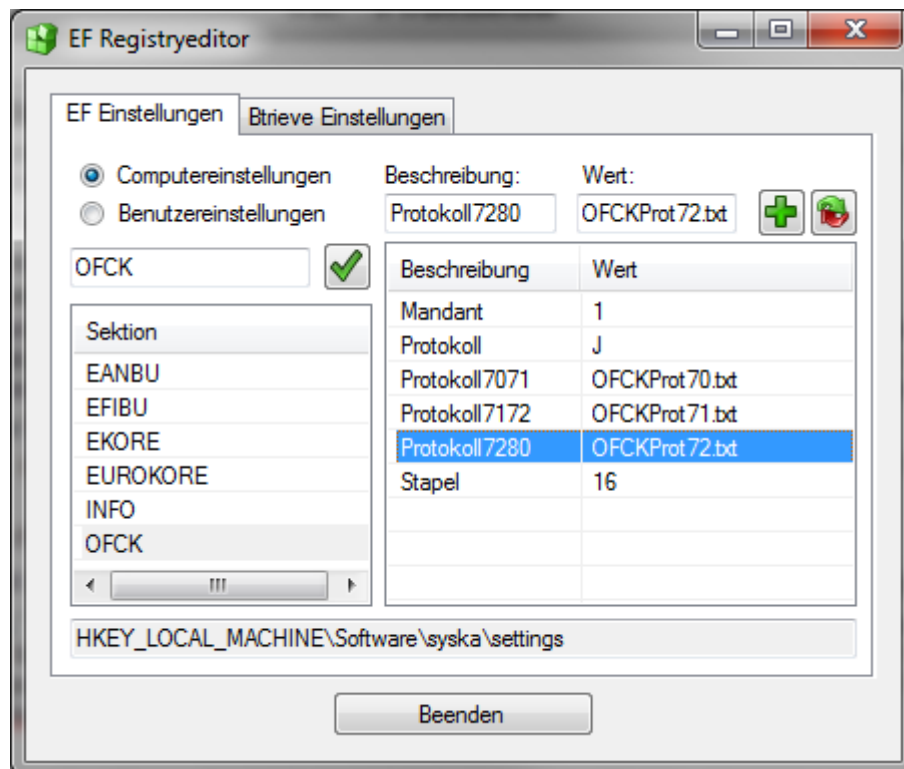 EF Registryeditor
EF Einstellungen
Btrieve Einstellungen
Computereinstellungen
Benutzereinstellungen
Beschreibung:
Wert:
Protokoll7280
OFCKProt72.txt
OFCK
Sektion
EANBU
EFIBU
EKORE
EUROKORE
INFO
OFCK
Beschreibung Wert
Mandant 1
Protokoll J
Protokoll7071 OFCKProt70.txt
Protokoll7172 OFCKProt71.txt
Protokoll7280 OFCKProt72.txt
Stapel 16
HKEY_LOCAL_MACHINE\Software\syska\settings
Beenden